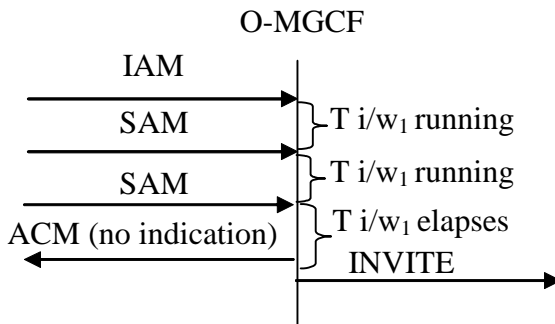 O-MGCF
IAM
T i/w₁ running
SAM
T i/w₁ running
SAM
T i/w₁ elapses
ACM (no indication)
INVITE